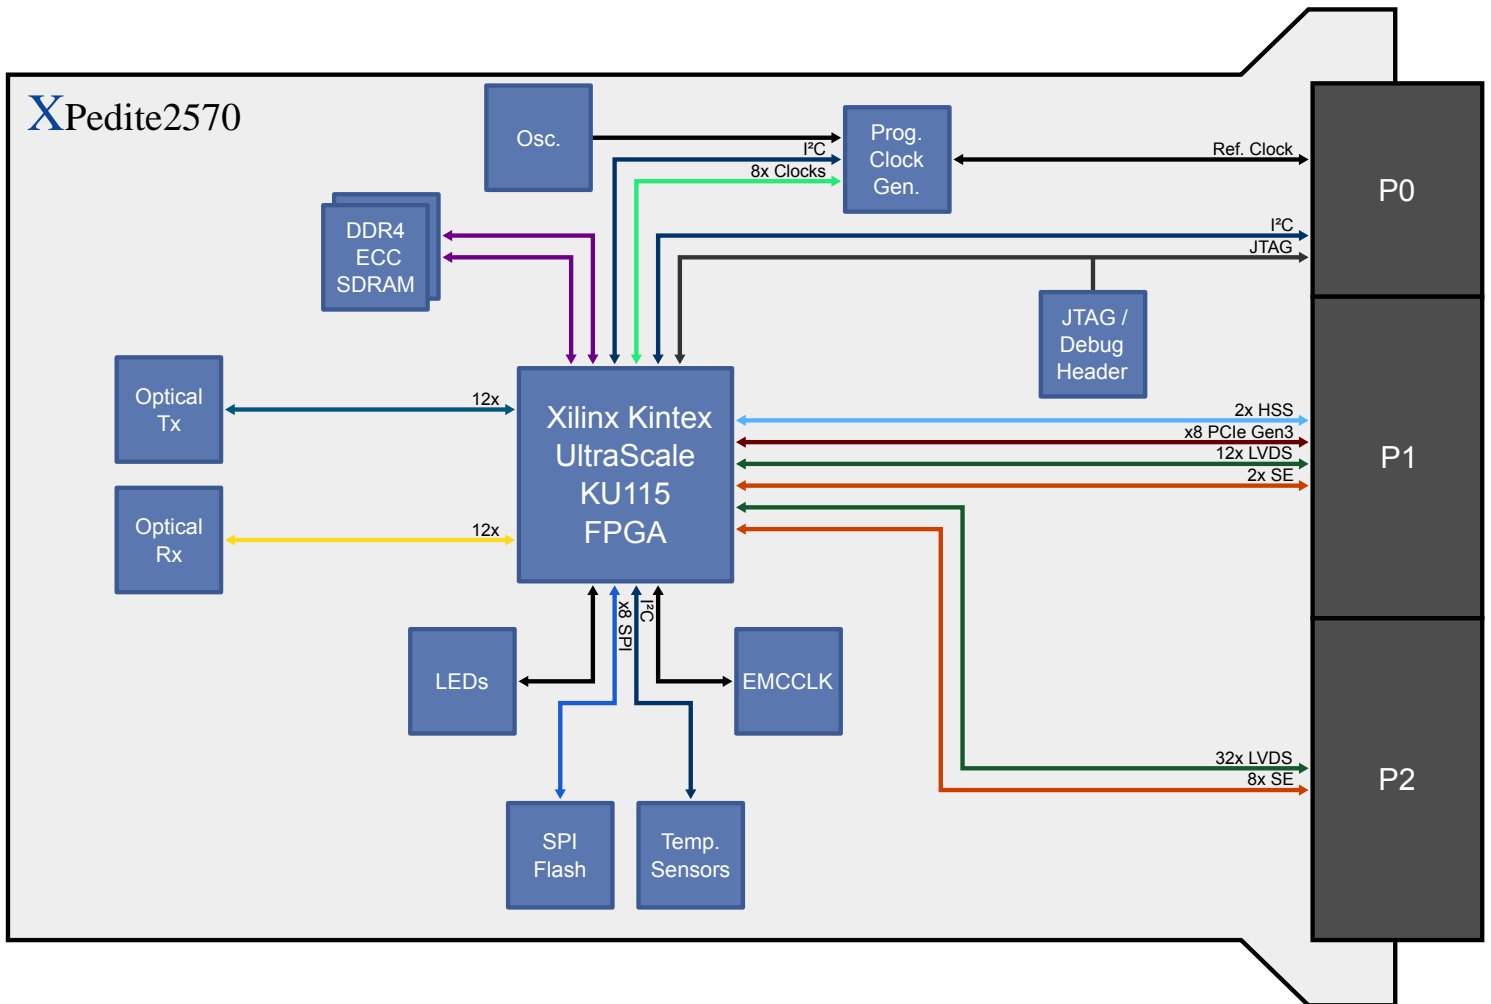 XPedite2570
Osc.
I²C
8x Clocks
Prog.
Clock
Gen.
Ref. Clock
P0
DDR4
ECC
SDRAM
I²C
JTAG
JTAG /
Debug
Header
Optical
Tx
12x
Xilinx Kintex
UltraScale
KU115
FPGA
2x HSS
x8 PCIe Gen3
12x LVDS
2x SE
P1
Optical
Rx
12x
x8 SPI
I²C
LEDs
EMCCLK
32x LVDS
8x SE
P2
SPI
Flash
Temp.
Sensors